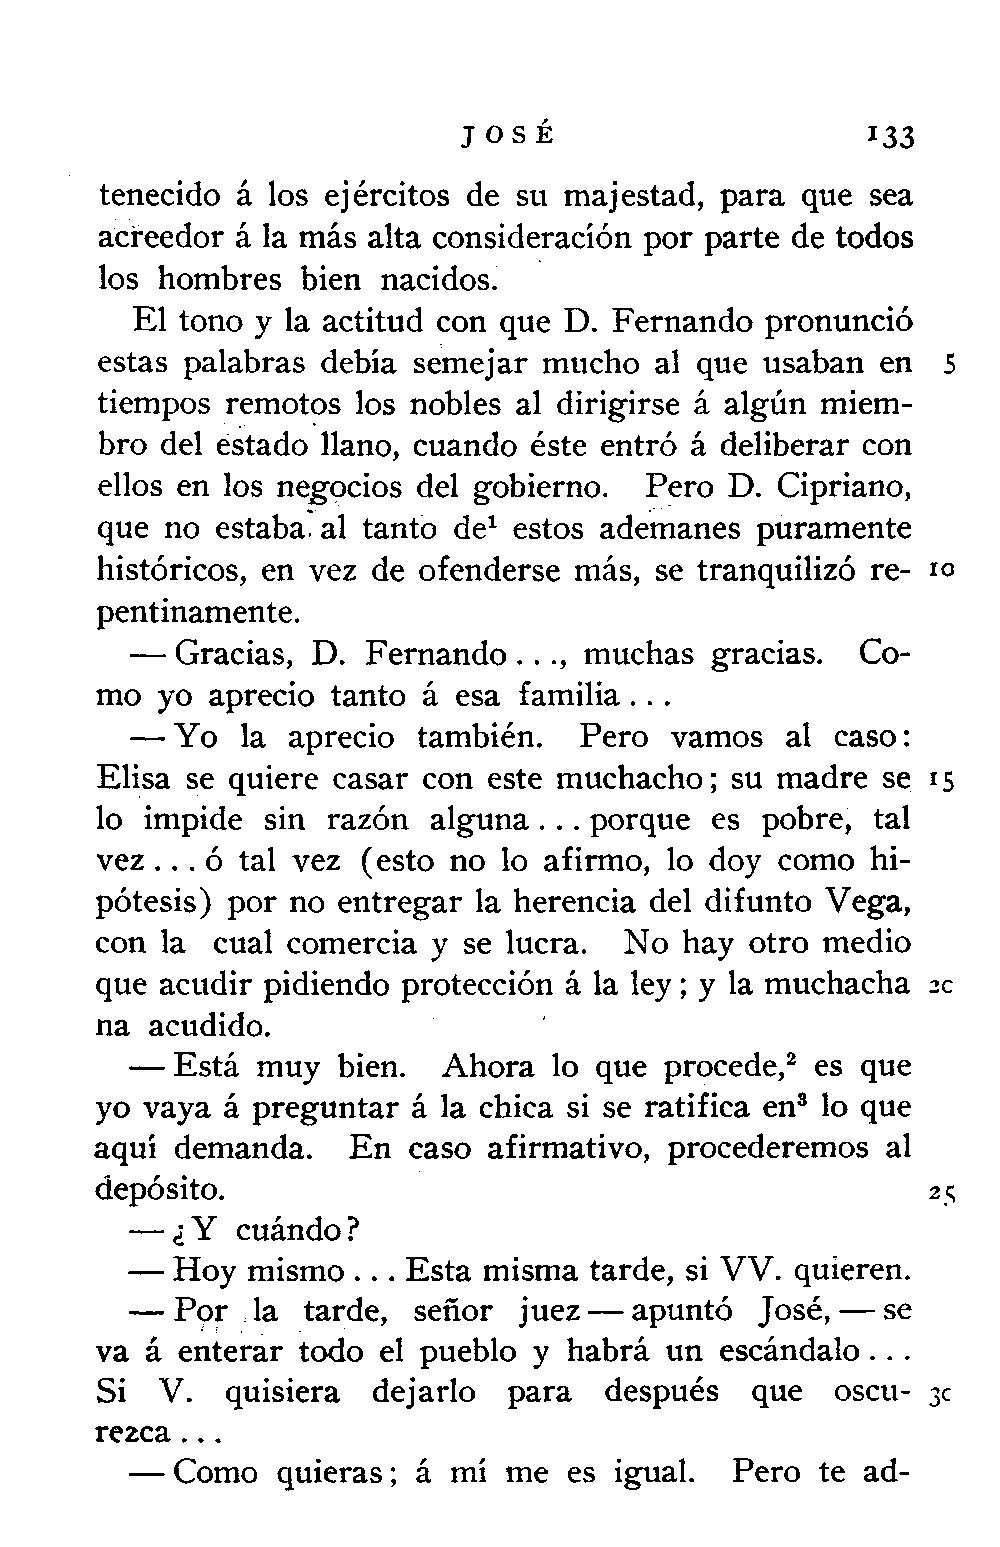 JOSÉ 133
tenecido á los ejércitos de su majestad, para que sea
acreedor á la más alta consideración por parte de todos
los hombres bien nacidos.
El tono y la actitud con que D. Fernando pronunció
estas palabras debía semejar mucho al que usaban en 5
tiempos remotos los nobles al dirigirse á algún miem-
bro del estado llano, cuando éste entró á deliberar con
ellos en los negocios del gobierno. Pero D. Cipriano,
que no estaba al tanto de¹ estos ademanes puramente
históricos, en vez de ofenderse más, se tranquilizó re- 10
pentinamente.
— Gracias, D. Fernando . . ., muchas gracias. Co-
mo yo aprecio tanto á esa familia . . .
— Yo la aprecio también. Pero vamos al caso:
Elisa se quiere casar con este muchacho; su madre se 15
lo impide sin razón alguna . . . porque es pobre, tal
vez . . . ó tal vez (esto no lo afirmo, lo doy como hi-
pótesis) por no entregar la herencia del difunto Vega,
con la cual comercia y se lucra. No hay otro medio
que acudir pidiendo protección á la ley; y la muchacha 20
na acudido.
— Está muy bien. Ahora lo que procede,² es que
yo vaya á preguntar á la chica si se ratifica en³ lo que
aquí demanda. En caso afirmativo, procederemos al
depósito. 25
— ¿Y cuándo?
— Hoy mismo . . . Esta misma tarde, si VV. quieren.
— Por la tarde, señor juez — apuntó José, — se
va á enterar todo el pueblo y habrá un escándalo . . .
Si V. quisiera dejarlo para después que oscu- 30
rezca . . .
— Como quieras; á mí me es igual. Pero te ad-